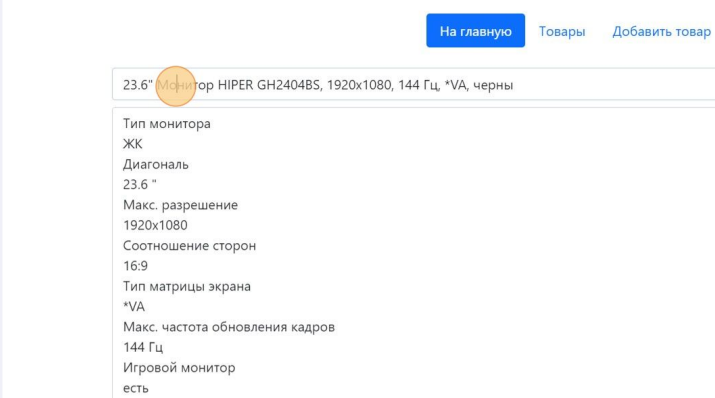 На главную Товары Добавить товар
23.6" Монитор HIPER GH2404BS, 1920x1080, 144 Гц, *VA, черны
Тип монитора
ЖК
Диагональ
23.6 "
Макс. разрешение
1920x1080
Соотношение сторон
16:9
Тип матрицы экрана
*VA
Макс. частота обновления кадров
144 Гц
Игровой монитор
есть